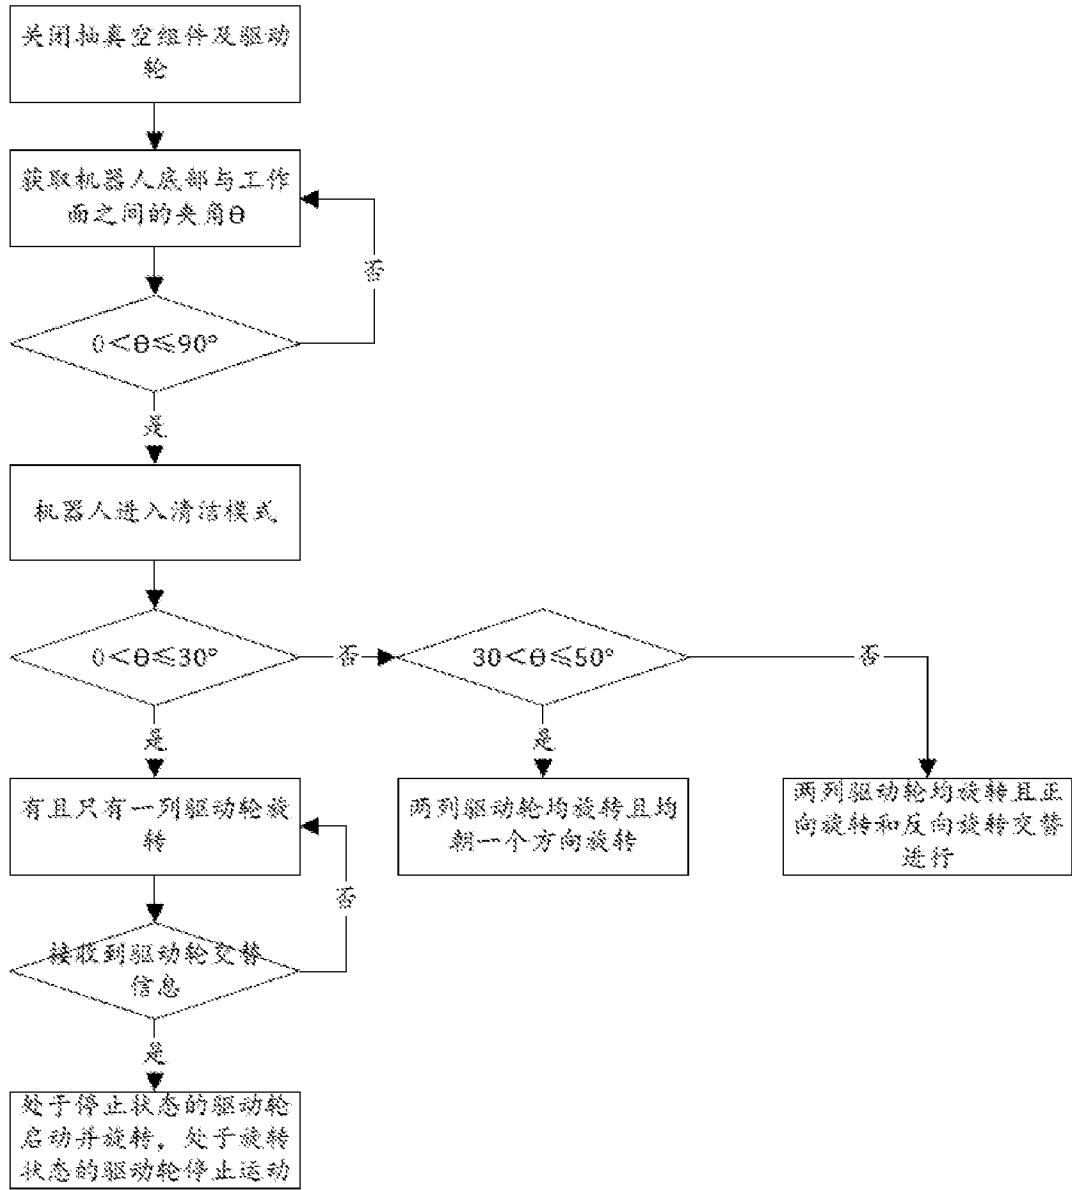 关闭抽真空组件及驱动
轮
获取机器人底部与工作
面之间的夹角θ
否
0＜θ≤90°
是
机器人进入清洁模式
0＜θ≤30°
否
30＜θ≤50°
否
是
是
有且只有一列驱动轮旋
转
两列驱动轮均旋转且均
朝一个方向旋转
两列驱动轮均旋转且正
向旋转和反向旋转交替
进行
否
接收到驱动轮交替
信息
是
处于停止状态的驱动轮
启动并旋转，处于旋转
状态的驱动轮停止运动